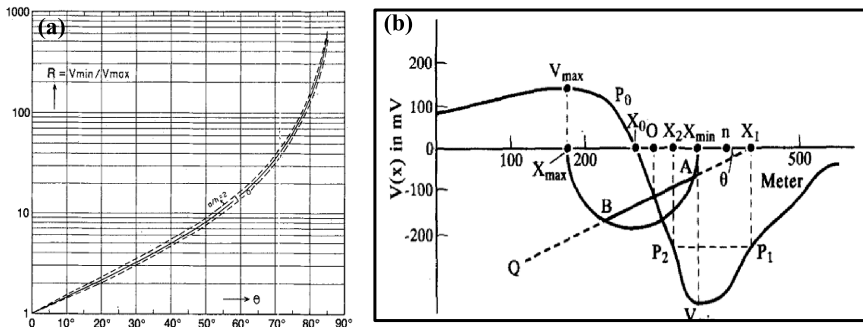 (a)
1000
R = Vmin/Vmax
100
10
1
0 10° 20° 30° 40° 50° 60° 70° 80° 90°
θ
(b)
V(x) in mV
200
100
0
-100
-200
Vmax
P0
X0 O X2 Xmin n X1
100 200 500
Xmax
θ
Meter
A
B
Q
P2 P1